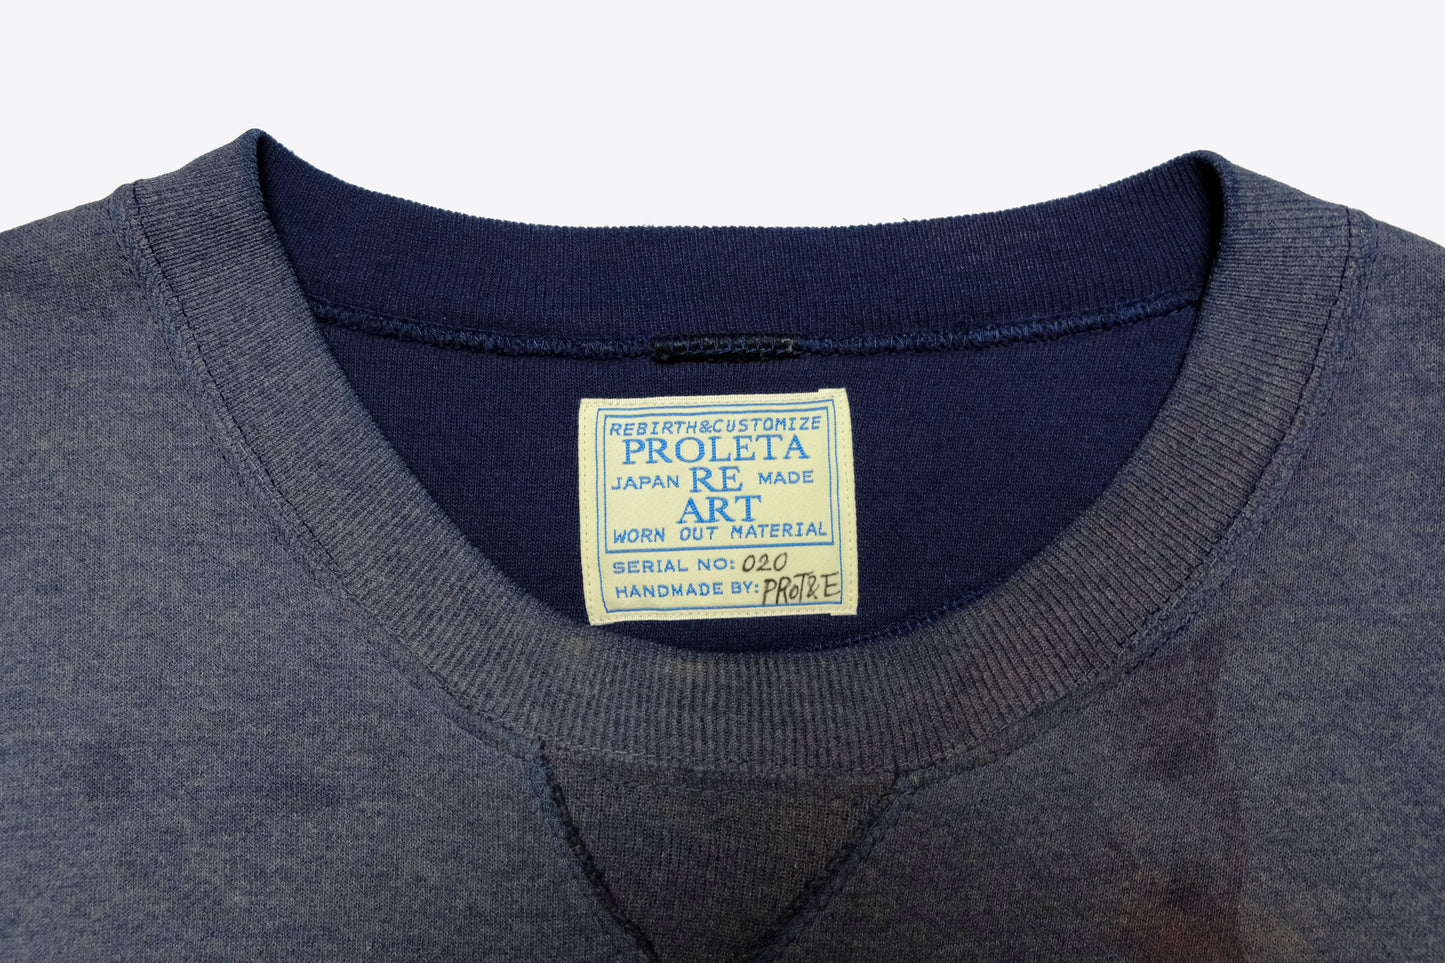 REBIRTH&CUSTOMIZE
PROLETA
JAPAN RE MADE
ART
WORN OUT MATERIAL
SERIAL NO: 020
HANDMADE BY: PROT&E